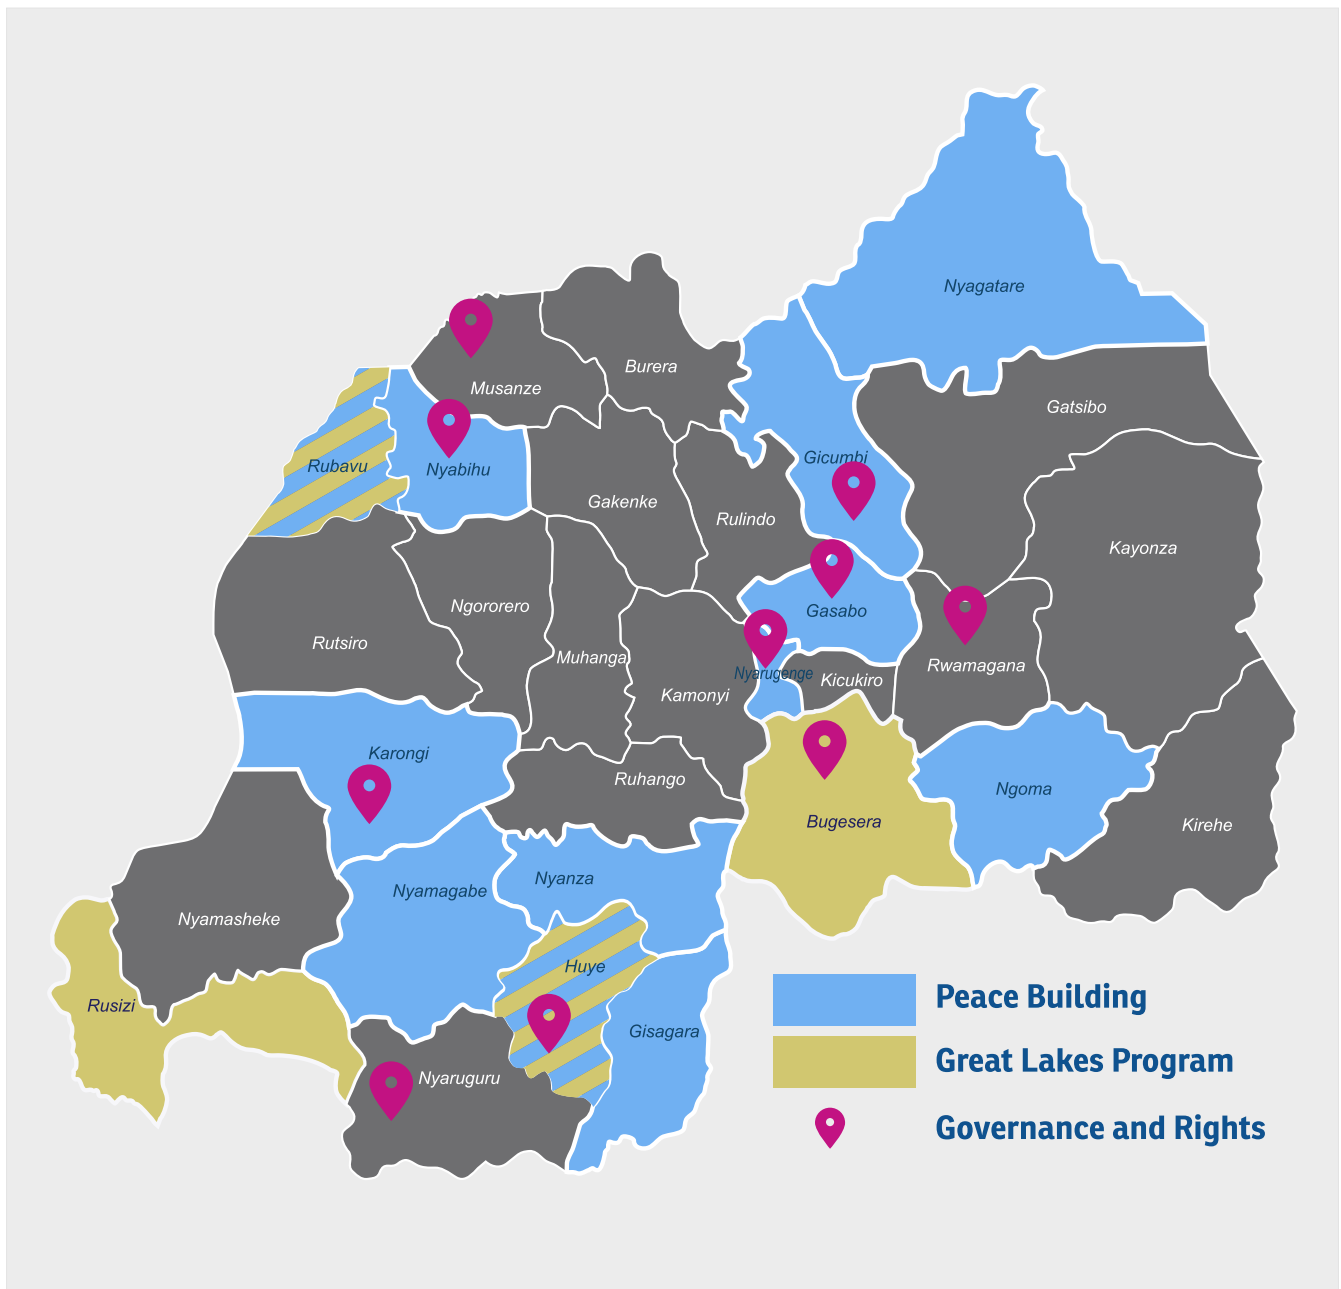 Nyagatare
Burera
Musanze
Gatsibo
Gicumbi
Rubavu
Nyabihu
Gakenke
Rulindo
Kayonza
Ngororero
Gasabo
Rutsiro
Muhanga
Rwamagana
Nyarugenge
Kicukiro
Kamonyi
Karongi
Ruhango
Ngoma
Bugesera
Kirehe
Nyanza
Nyamagabe
Nyamasheke
Huye
Rusizi
Gisagara
Nyaruguru
Peace Building
Great Lakes Program
Governance and Rights